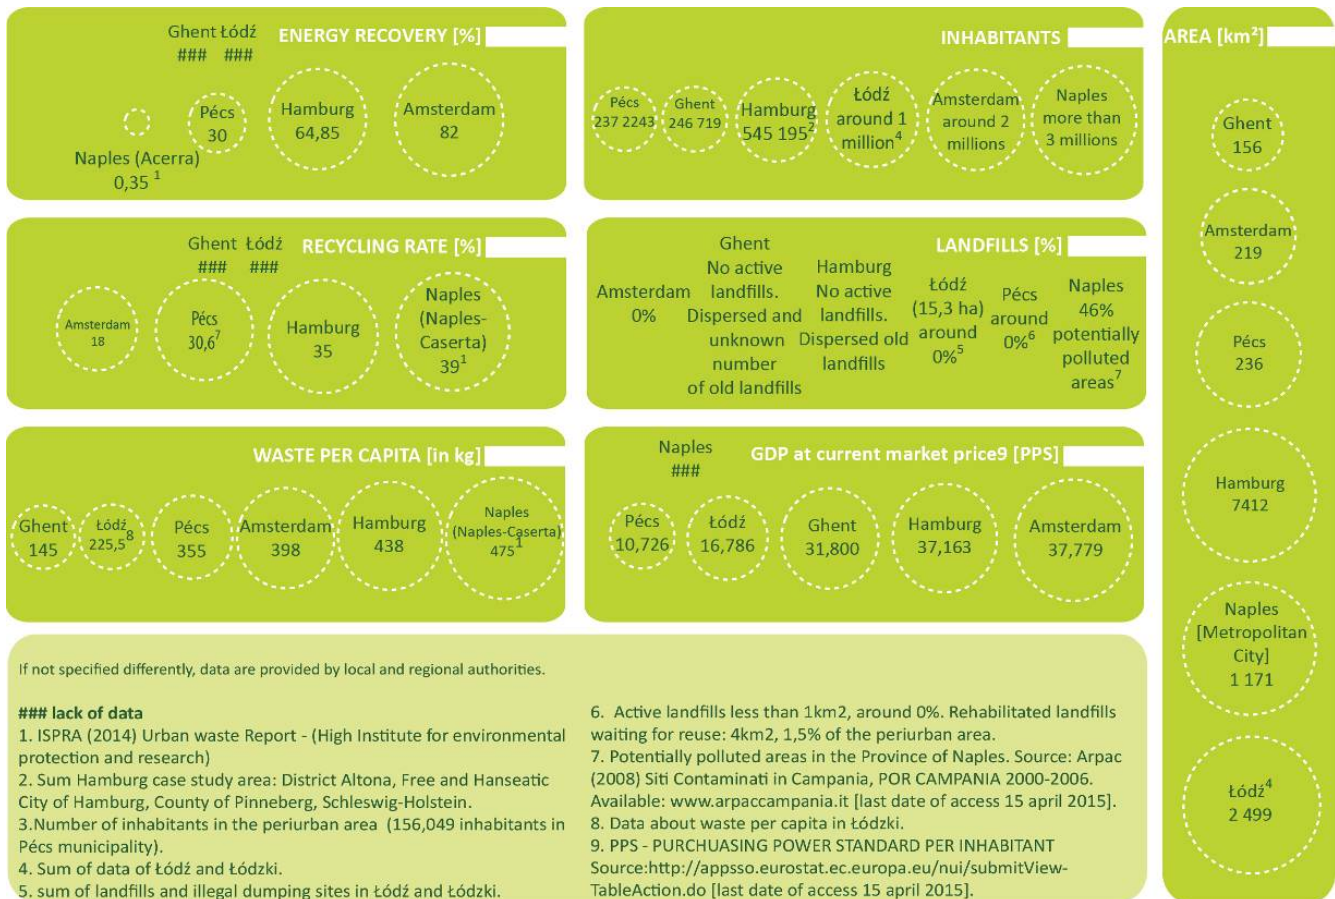 ENERGY RECOVERY [%]
Ghent Łódź
### ###
Naples (Acerra)
0,35 1
Pécs
30
Hamburg
64,85
Amsterdam
82
INHABITANTS
Pécs
237 2243
Ghent
246 719
Hamburg
545 195 2
Łódź
around 1
million4
Amsterdam
around 2
millions
Naples
more than
3 millions
AREA [km²]
Ghent
156
Amsterdam
219
Pécs
236
Hamburg
7412
Naples
[Metropolitan
City]
1 171
Łódź4
2 499
RECYCLING RATE [%]
Ghent Łódź
### ###
Amsterdam
18
Pécs
30,67
Hamburg
35
Naples
(Naples-
Caserta)
391
LANDFILLS [%]
Amsterdam
0%
Ghent
No active
landfills.
Dispersed and
unknown
number
of old landfills
Hamburg
No active
landfills.
Dispersed old
landfills
Łódź
(15,3 ha)
around
0%5
Pécs
around
0%6
Naples
46%
potentially
polluted
areas7
WASTE PER CAPITA [in kg]
Ghent
145
Łódź
225,58
Pécs
355
Amsterdam
398
Hamburg
438
Naples
(Naples-Caserta)
4751
GDP at current market price9 [PPS]
Naples
###
Pécs
10,726
Łódź
16,786
Ghent
31,800
Hamburg
37,163
Amsterdam
37,779
If not specified differently, data are provided by local and regional authorities.
### lack of data
1. ISPRA (2014) Urban waste Report - (High Institute for environmental
protection and research)
2. Sum Hamburg case study area: District Altona, Free and Hanseatic
City of Hamburg, County of Pinneberg, Schleswig-Holstein.
3.Number of inhabitants in the periurban area (156,049 inhabitants in
Pécs municipality).
4. Sum of data of Łódź and Łódzki.
5. sum of landfills and illegal dumping sites in Łódź and Łódzki.
6. Active landfills less than 1km2, around 0%. Rehabilitated landfills
waiting for reuse: 4km2, 1,5% of the periurban area.
7. Potentially polluted areas in the Province of Naples. Source: Arpac
(2008) Siti Contaminati in Campania, POR CAMPANIA 2000-2006.
Available: www.arpaccampania.it [last date of access 15 april 2015].
8. Data about waste per capita in Łódzki.
9. PPS - PURCHUASING POWER STANDARD PER INHABITANT
Source:http://appsso.eurostat.ec.europa.eu/nui/submitView-
TableAction.do [last date of access 15 april 2015].